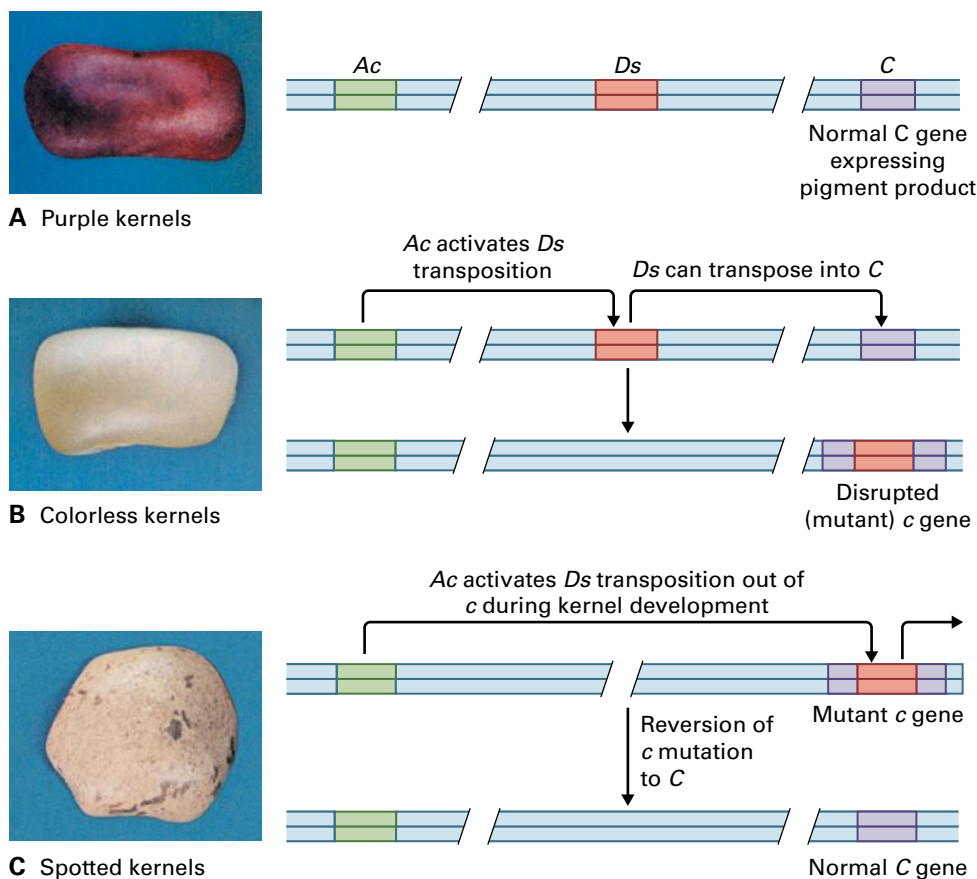 Ac
Ds
C
Normal C gene
expressing
pigment product
A Purple kernels
Ac activates Ds
transposition
Ds can transpose into C
Disrupted
(mutant) c gene
B Colorless kernels
Ac activates Ds transposition out of
c during kernel development
Mutant c gene
Reversion of
c mutation
to C
Normal C gene
C Spotted kernels